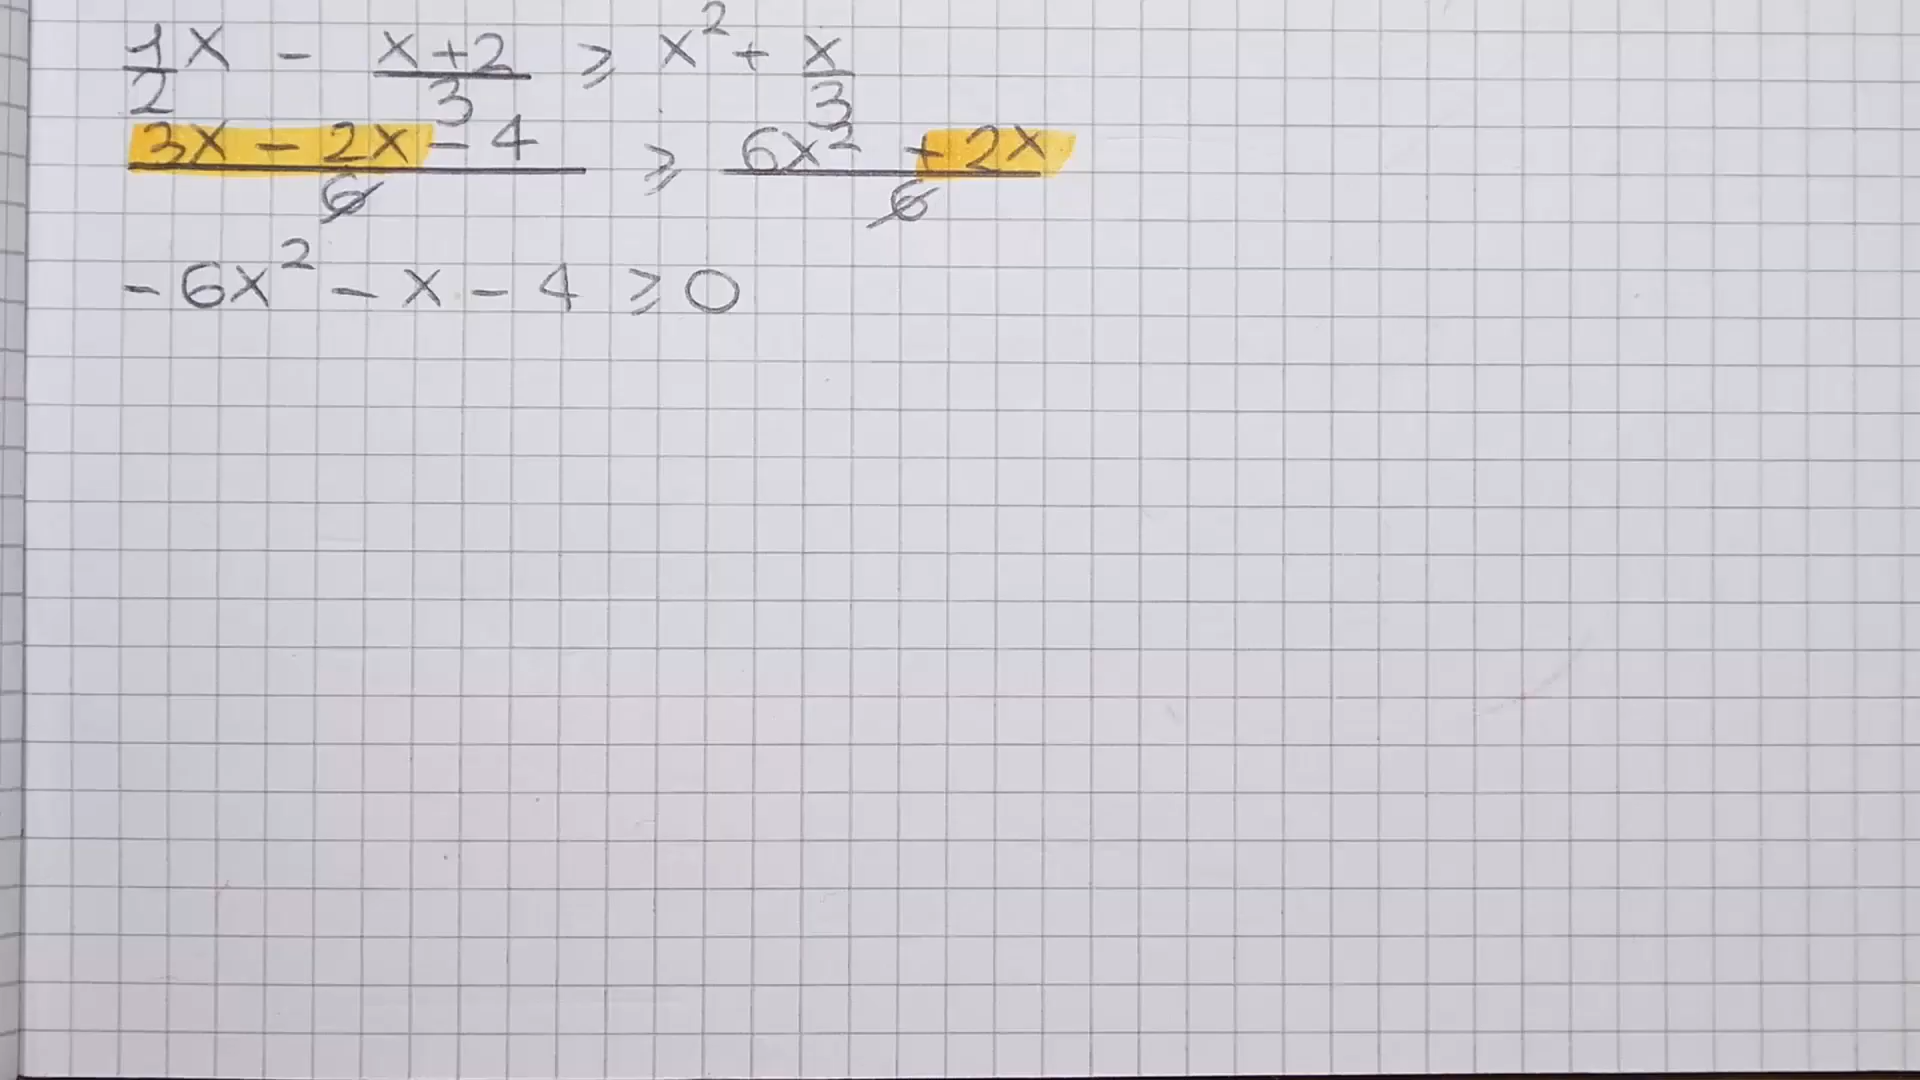 1/2 x - (x+2)/3 ≥ x² + x/3
(3x - 2x - 4)/6 ≥ (6x² + 2x)/6
-6x² - x - 4 ≥ 0